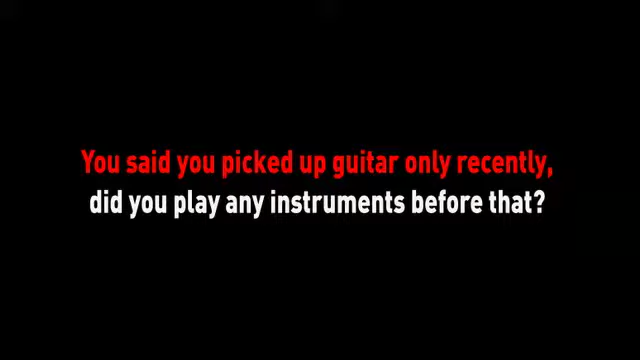 You said you picked up guitar only recently,
did you play any instruments before that?